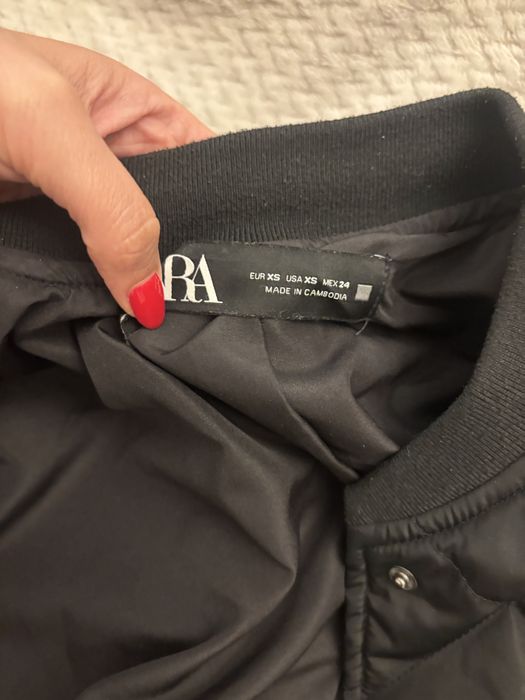 RA
EUR XS USA XS MEX 24
MADE IN CAMBODIA